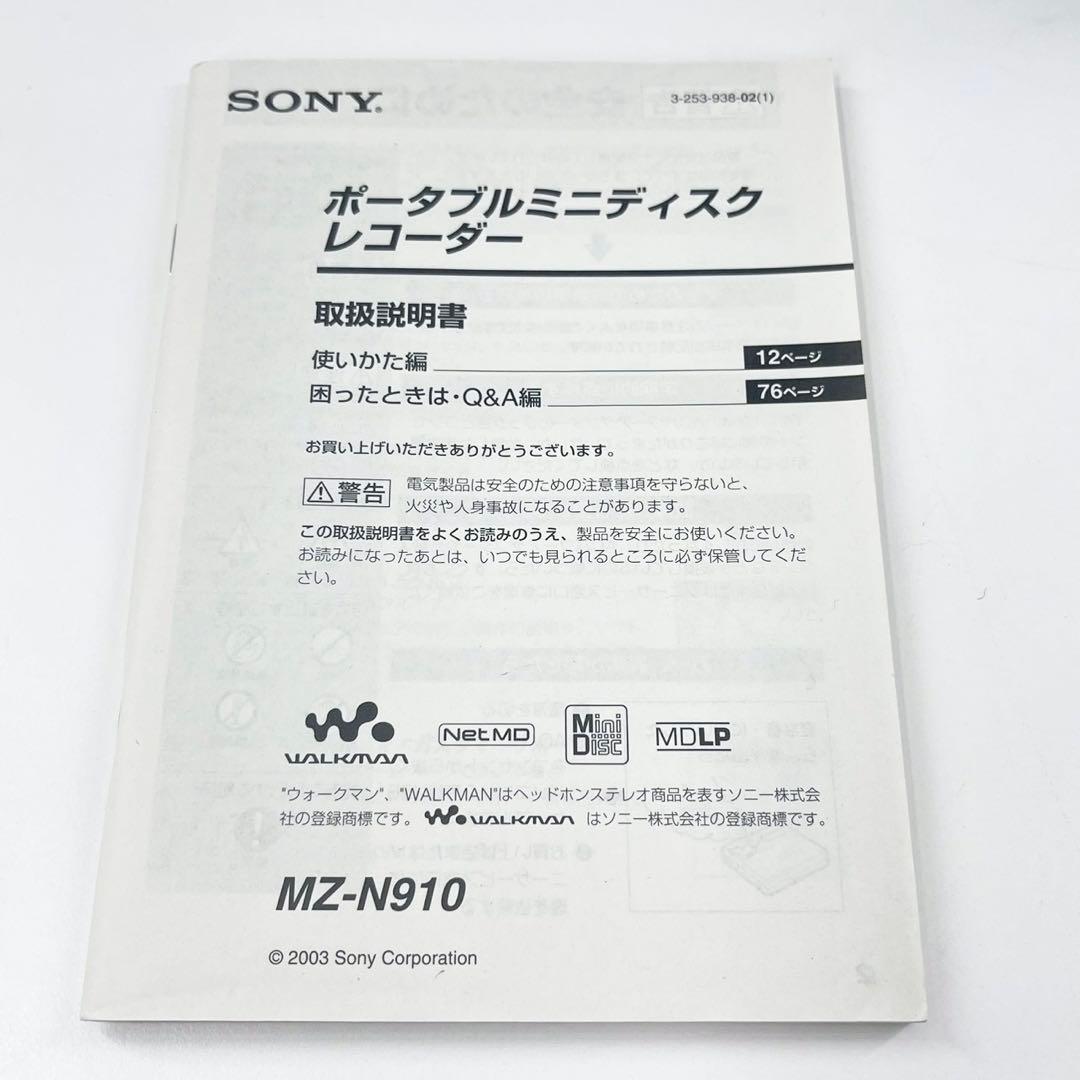 SONY®
3-253-938-02(1)
ポータブルミニディスク
レコーダー
取扱説明書
使いかた編 12ページ
困ったときは・Q&A編 76ページ
お買い上げいただきありがとうございます。
警告 電気製品は安全のための注意事項を守らないと、
火災や人身事故になることがあります。
この取扱説明書をよくお読みのうえ、製品を安全にお使いください。
お読みになったあとは、いつでも見られるところに必ず保管してくだ
さい。
WALKMAN
Net MD
Mini
Disc
MDLP
"ウォークマン"、"WALKMAN"はヘッドホンステレオ商品を表すソニー株式会
社の登録商標です。 WALKMAN はソニー株式会社の登録商標です。
MZ-N910
© 2003 Sony Corporation